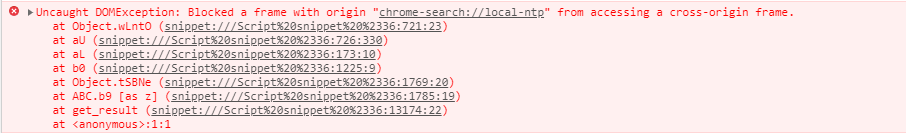 Uncaught DOMException: Blocked a frame with origin "chrome-search://local-ntp" from accessing a cross-origin frame.
at Object.wLntO (snippet:///Script%20snippet%20%2336:721:23)
at aU (snippet:///Script%20snippet%20%2336:726:330)
at aL (snippet:///Script%20snippet%20%2336:173:10)
at b0 (snippet:///Script%20snippet%20%2336:1225:9)
at Object.tSBNe (snippet:///Script%20snippet%20%2336:1769:20)
at ABC.b9 [as z] (snippet:///Script%20snippet%20%2336:1785:19)
at get_result (snippet:///Script%20snippet%20%2336:13174:22)
at <anonymous>:1:1